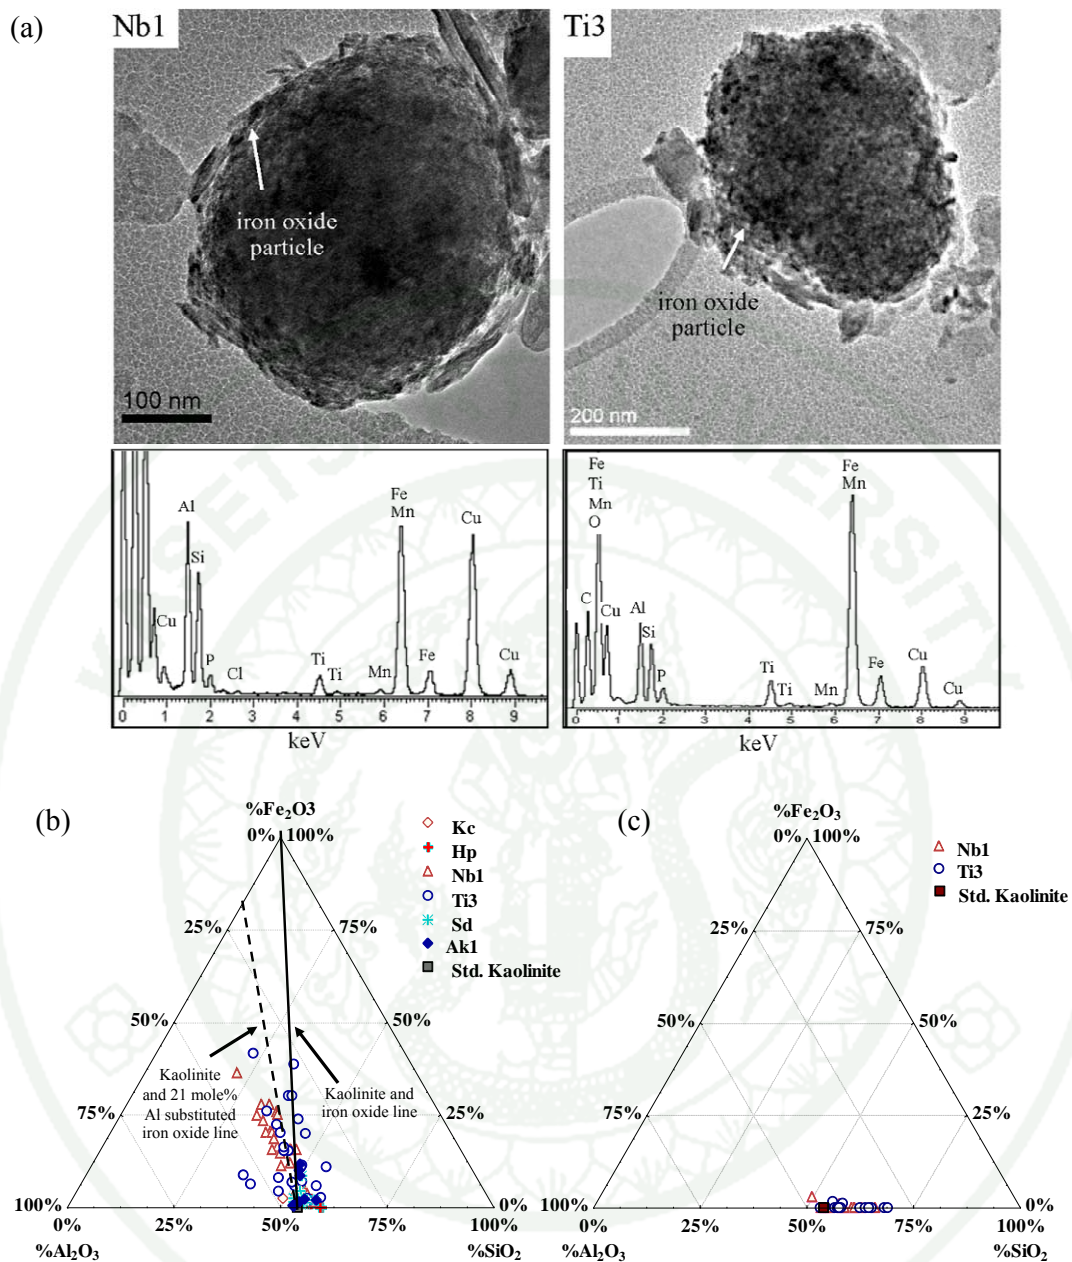 (a)
Nb1
iron oxide
particle
100 nm
Ti3
iron oxide
particle
200 nm
Al
Si
Cu
P
Cl
Ti
Ti
Mn
Fe
Mn
Fe
Cu
Cu
0 1 2 3 4 5 6 7 8 9
keV
Fe
Ti
Mn
O
C
Cu
Al
Si
P
Ti
Ti
Mn
Fe
Mn
Fe
Cu
Cu
0 1 2 3 4 5 6 7 8 9
keV
KASETSART UNIVERSITY
(b)
%Fe2O3
0% 100%
Kc
Hp
Nb1
Ti3
Sd
Ak1
Std. Kaolinite
25%
75%
50%
50%
Kaolinite
and 21 mole%
Al substituted
iron oxide line
Kaolinite and
iron oxide line
75%
25%
100%
0%
0% 25% 50% 75% 100%
%Al₂O₃
%SiO₂
(c)
%Fe₂O₃
0% 100%
Nb1
Ti3
Std. Kaolinite
25%
75%
50%
50%
75%
25%
100%
0%
0% 25% 50% 75% 100%
%Al₂O₃
%SiO₂